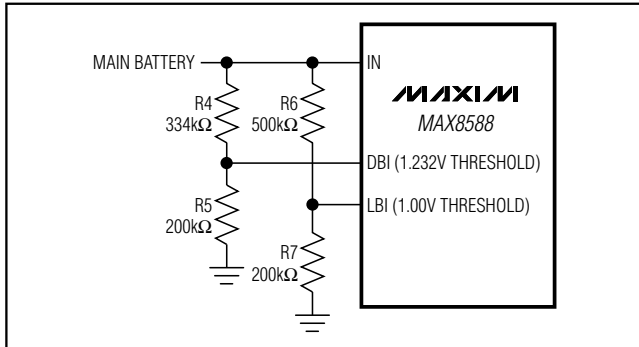 MAIN BATTERY
IN
R4
334kΩ
R6
500kΩ
MAXIM
MAX8588
DBI (1.232V THRESHOLD)
LBI (1.00V THRESHOLD)
R5
200kΩ
R7
200kΩ